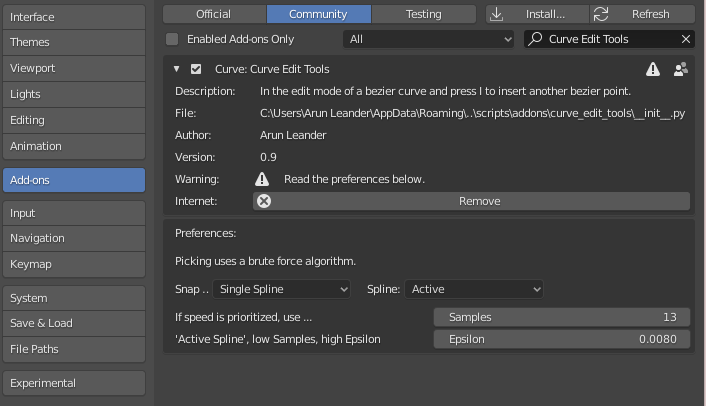 Interface
Themes
Viewport
Lights
Editing
Animation
Add-ons
Input
Navigation
Keymap
System
Save & Load
File Paths
Experimental
Official Community Testing Install... Refresh
Enabled Add-ons Only All Curve Edit Tools
Curve: Curve Edit Tools
Description: In the edit mode of a bezier curve and press I to insert another bezier point.
File: C:\Users\Arun Leander\AppData\Roaming\..\scripts\addons\curve_edit_tools\__init__.py
Author: Arun Leander
Version: 0.9
Warning: Read the preferences below.
Internet: Remove
Preferences:
Picking uses a brute force algorithm.
Snap .. Single Spline Spline: Active
If speed is prioritized, use ... Samples 13
'Active Spline', low Samples, high Epsilon Epsilon 0.0080